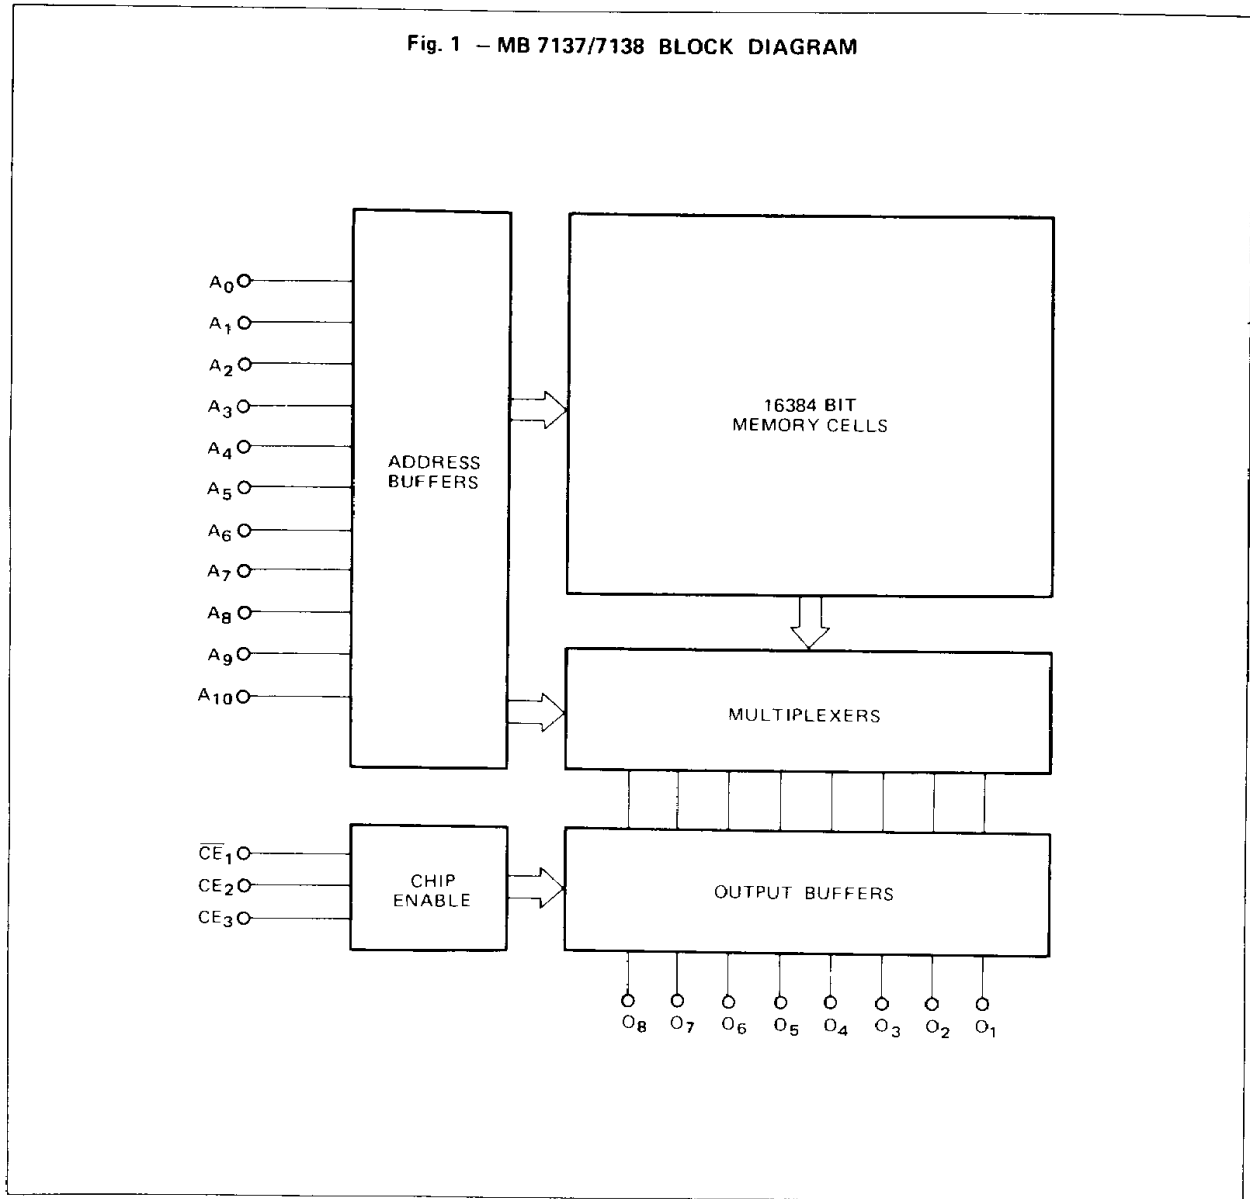 Fig. 1 – MB 7137/7138 BLOCK DIAGRAM
A0
A1
A2
A3
A4
A5
A6
A7
A8
A9
A10
ADDRESS
BUFFERS
16384 BIT
MEMORY CELLS
MULTIPLEXERS
C̅E̅1
CE2
CE3
CHIP
ENABLE
OUTPUT BUFFERS
O8 O7 O6 O5 O4 O3 O2 O1